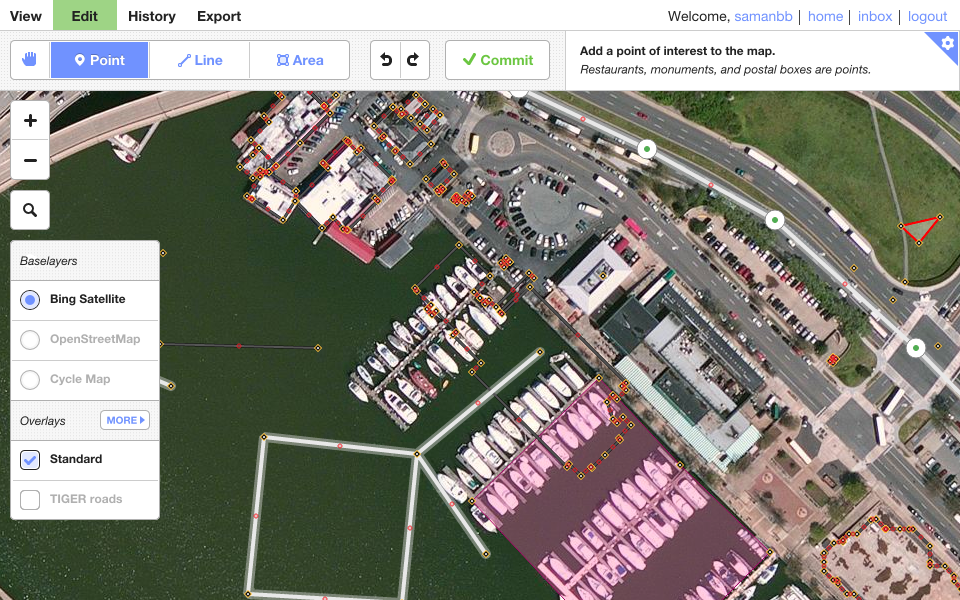 View Edit History Export
Welcome, samanbb | home | inbox | logout
Point Line Area Commit
Add a point of interest to the map.
Restaurants, monuments, and postal boxes are points.
Baselayers
Bing Satellite
OpenStreetMap
Cycle Map
Overlays MORE
Standard
TIGER roads